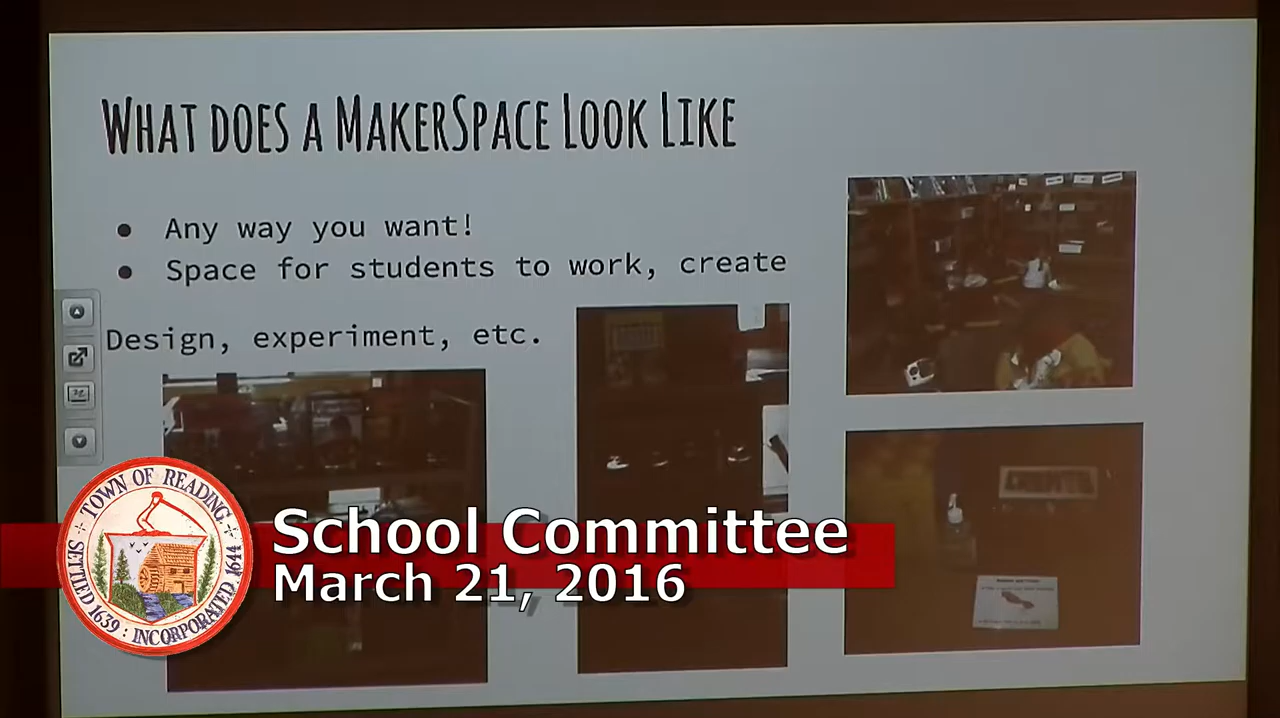 WHAT DOES A MAKERSPACE LOOK LIKE
● Any way you want!
● Space for students to work, create
Design, experiment, etc.
TOWN OF READING
SETTLED 1639 : INCORPORATED 1644
School Committee
March 21, 2016